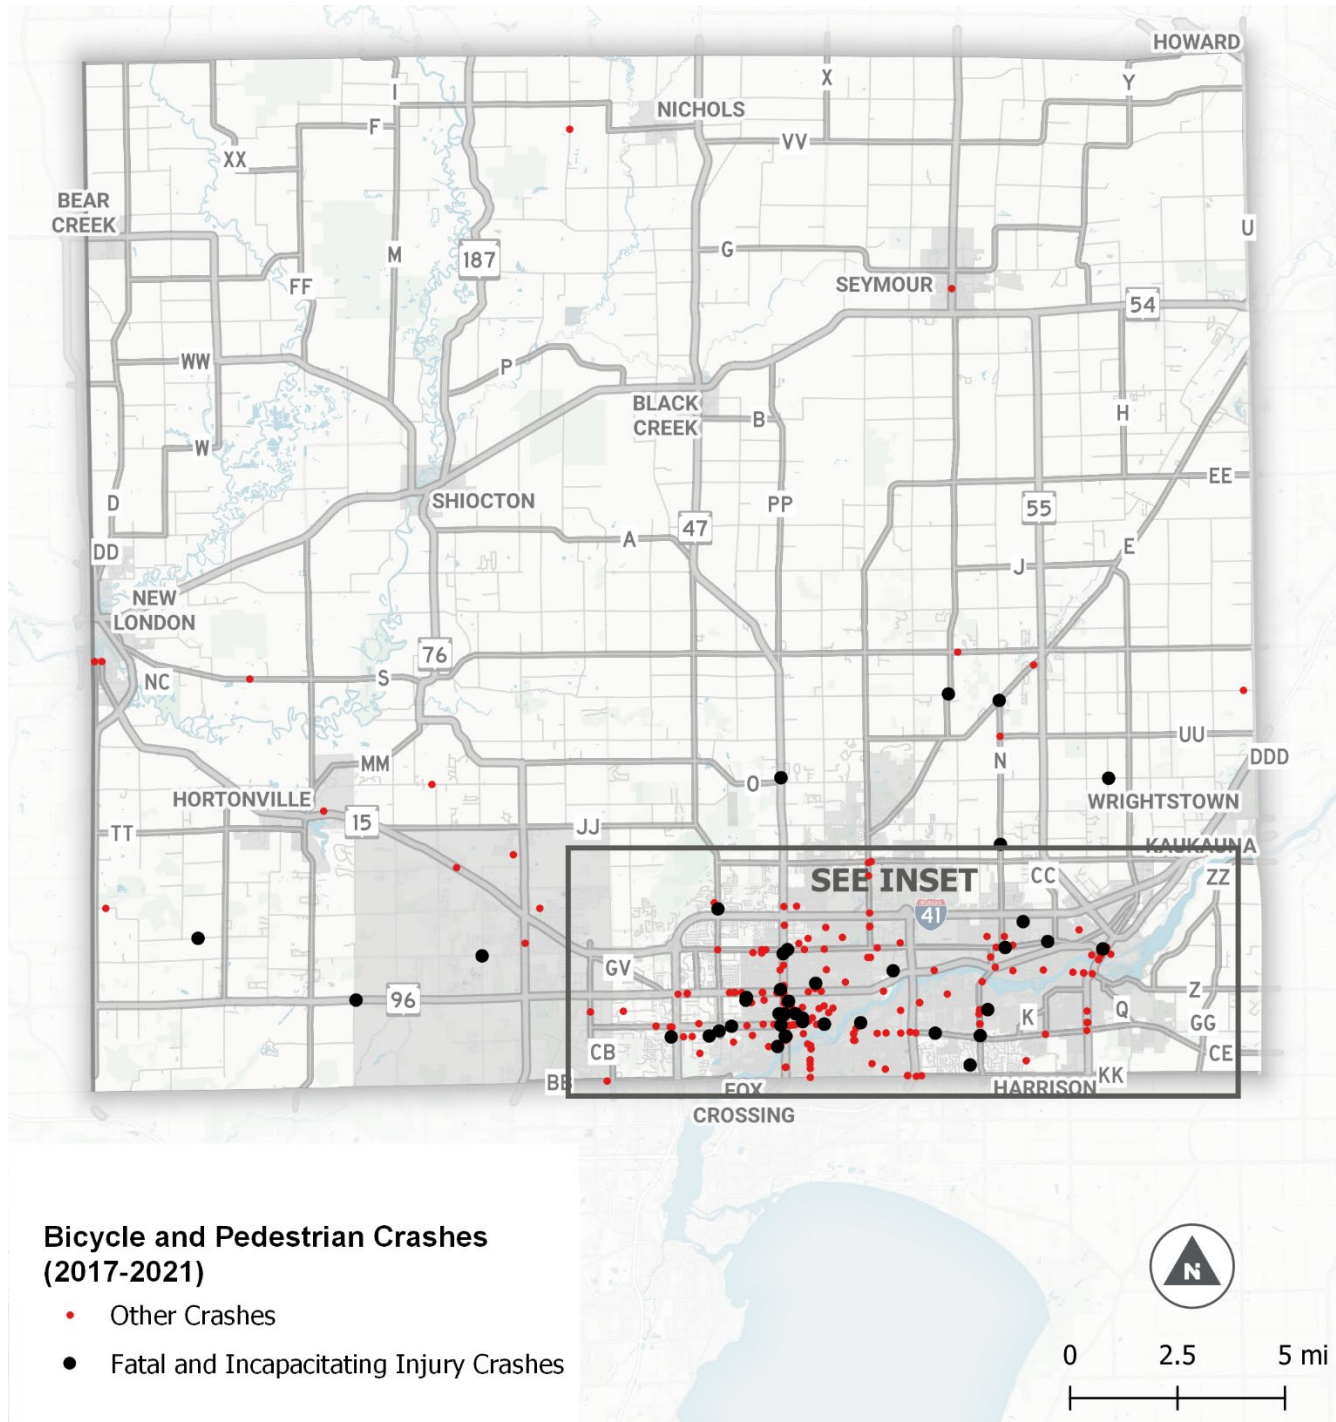 HOWARD
I
X
Y
NICHOLS
F
VV
XX
BEAR
CREEK
U
M
G
187
FF
SEYMOUR
54
WW
P
BLACK
CREEK
B
H
W
EE
D
SHIOCTON
PP
55
47
A
E
DD
J
NEW
LONDON
76
NC
S
UU
N
DDD
MM
O
HORTONVILLE
WRIGHTSTOWN
15
TT
JJ
KAUKAUNA
SEE INSET
CC
ZZ
41
GV
96
Z
K
Q
GG
CB
CE
BB
FOX
CROSSING
HARRISON
KK
Bicycle and Pedestrian Crashes
(2017-2021)
Other Crashes
Fatal and Incapacitating Injury Crashes
N
0 2.5 5 mi